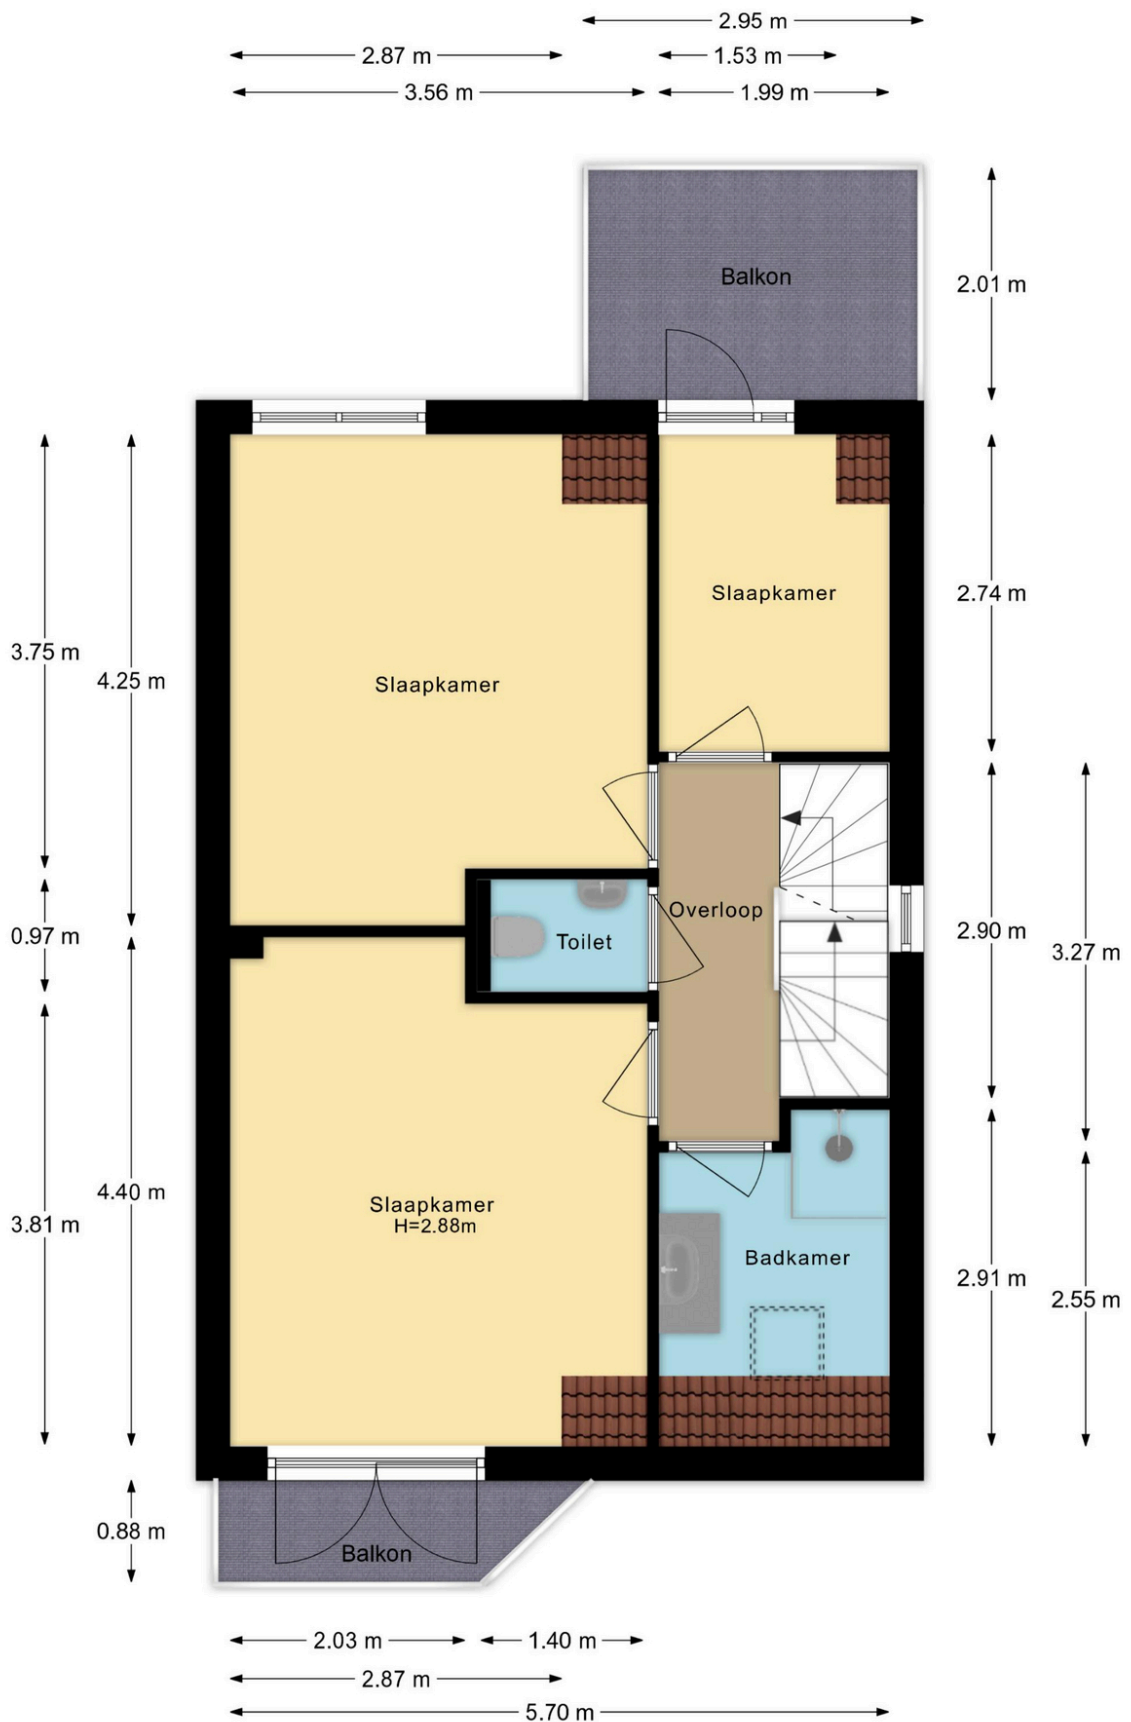 2.95 m
2.87 m
1.53 m
3.56 m
1.99 m
Balkon
2.01 m
Slaapkamer
2.74 m
3.75 m
4.25 m
Slaapkamer
Overloop
2.90 m
0.97 m
Toilet
3.27 m
4.40 m
Slaapkamer
H=2.88m
3.81 m
Badkamer
2.91 m
2.55 m
0.88 m
Balkon
2.03 m
1.40 m
2.87 m
5.70 m